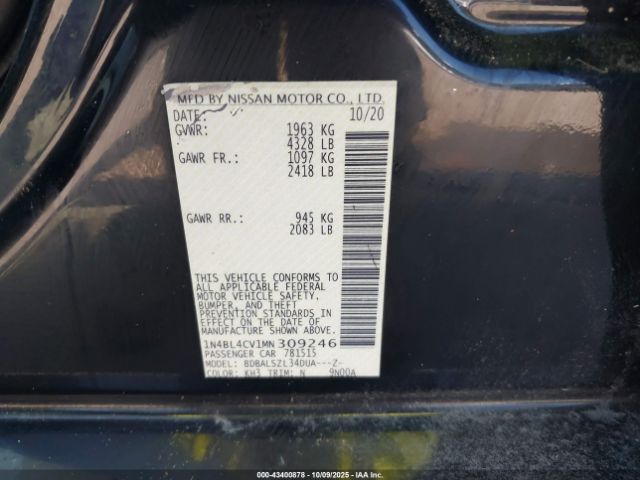 MFD BY NISSAN MOTOR CO., LTD.
DATE: 10/20
GVWR: 1963 KG
4328 LB
GAWR FR.: 1097 KG
2418 LB
GAWR RR.: 945 KG
2083 LB
THIS VEHICLE CONFORMS TO
ALL APPLICABLE FEDERAL
MOTOR VEHICLE SAFETY,
BUMPER, AND THEFT
PREVENTION STANDARDS IN
EFFECT ON THE DATE OF
MANUFACTURE SHOWN ABOVE.
1N4BL4CV1MN 309246
PASSENGER CAR 781515
MODEL: BDBALSZL34DUA---Z-
COLOR: KH3 TRIM: N 9N00A
000-43400878 - 10/09/2025 - IAA Inc.